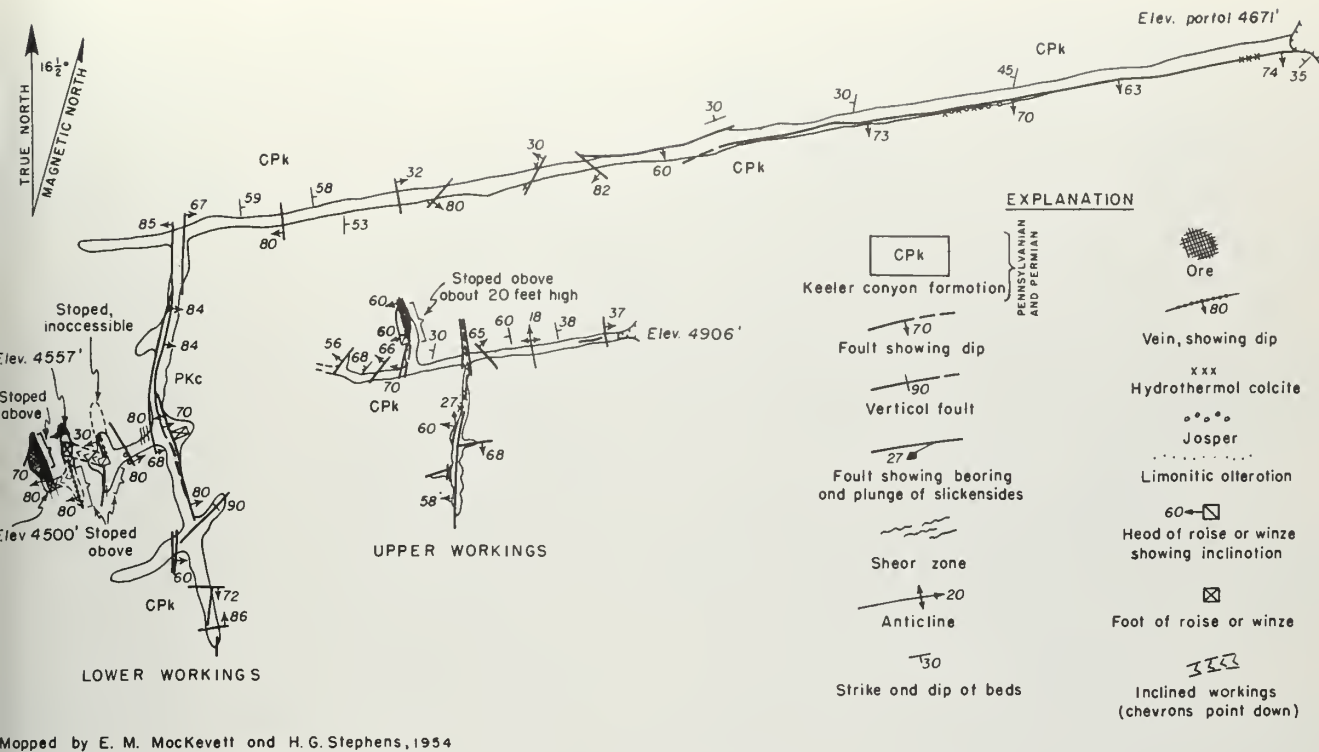 TRUE NORTH
16½°
MAGNETIC NORTH
Elev. portol 4671'
CPk
45
74
35
63
70
30
73
30
CPk
60
82
30
80
32
CPk
58
59
53
80
67
85
84
84
PKc
Stoped,
inoccessible
Elev. 4557'
Stoped
above
70
80
30
80
80
68
80
70
Elev 4500'
Stoped
above
80
90
60
CPk
72
86
LOWER WORKINGS
Stoped above
about 20 feet high
60
60
30
65
60
18
38
37
Elev. 4906'
56
68
66
70
CPk
27
60
68
58
UPPER WORKINGS
EXPLANATION
CPk
Keeler canyon formotion
PENNSYLVANIAN
AND PERMIAN
70
Foult showing dip
90
Verticol foult
27
Foult showing beoring
ond plunge of slickensides
Sheor zone
20
Anticline
30
Strike ond dip of beds
Ore
80
Vein, showing dip
xxx
Hydrothermol colcite
Josper
Limonitic olterotion
60
Head of roise or winze
showing inclinotion
Foot of roise or winze
Inclined workings
(chevrons point down)
Mopped by E. M. MocKevett ond H. G. Stephens, 1954